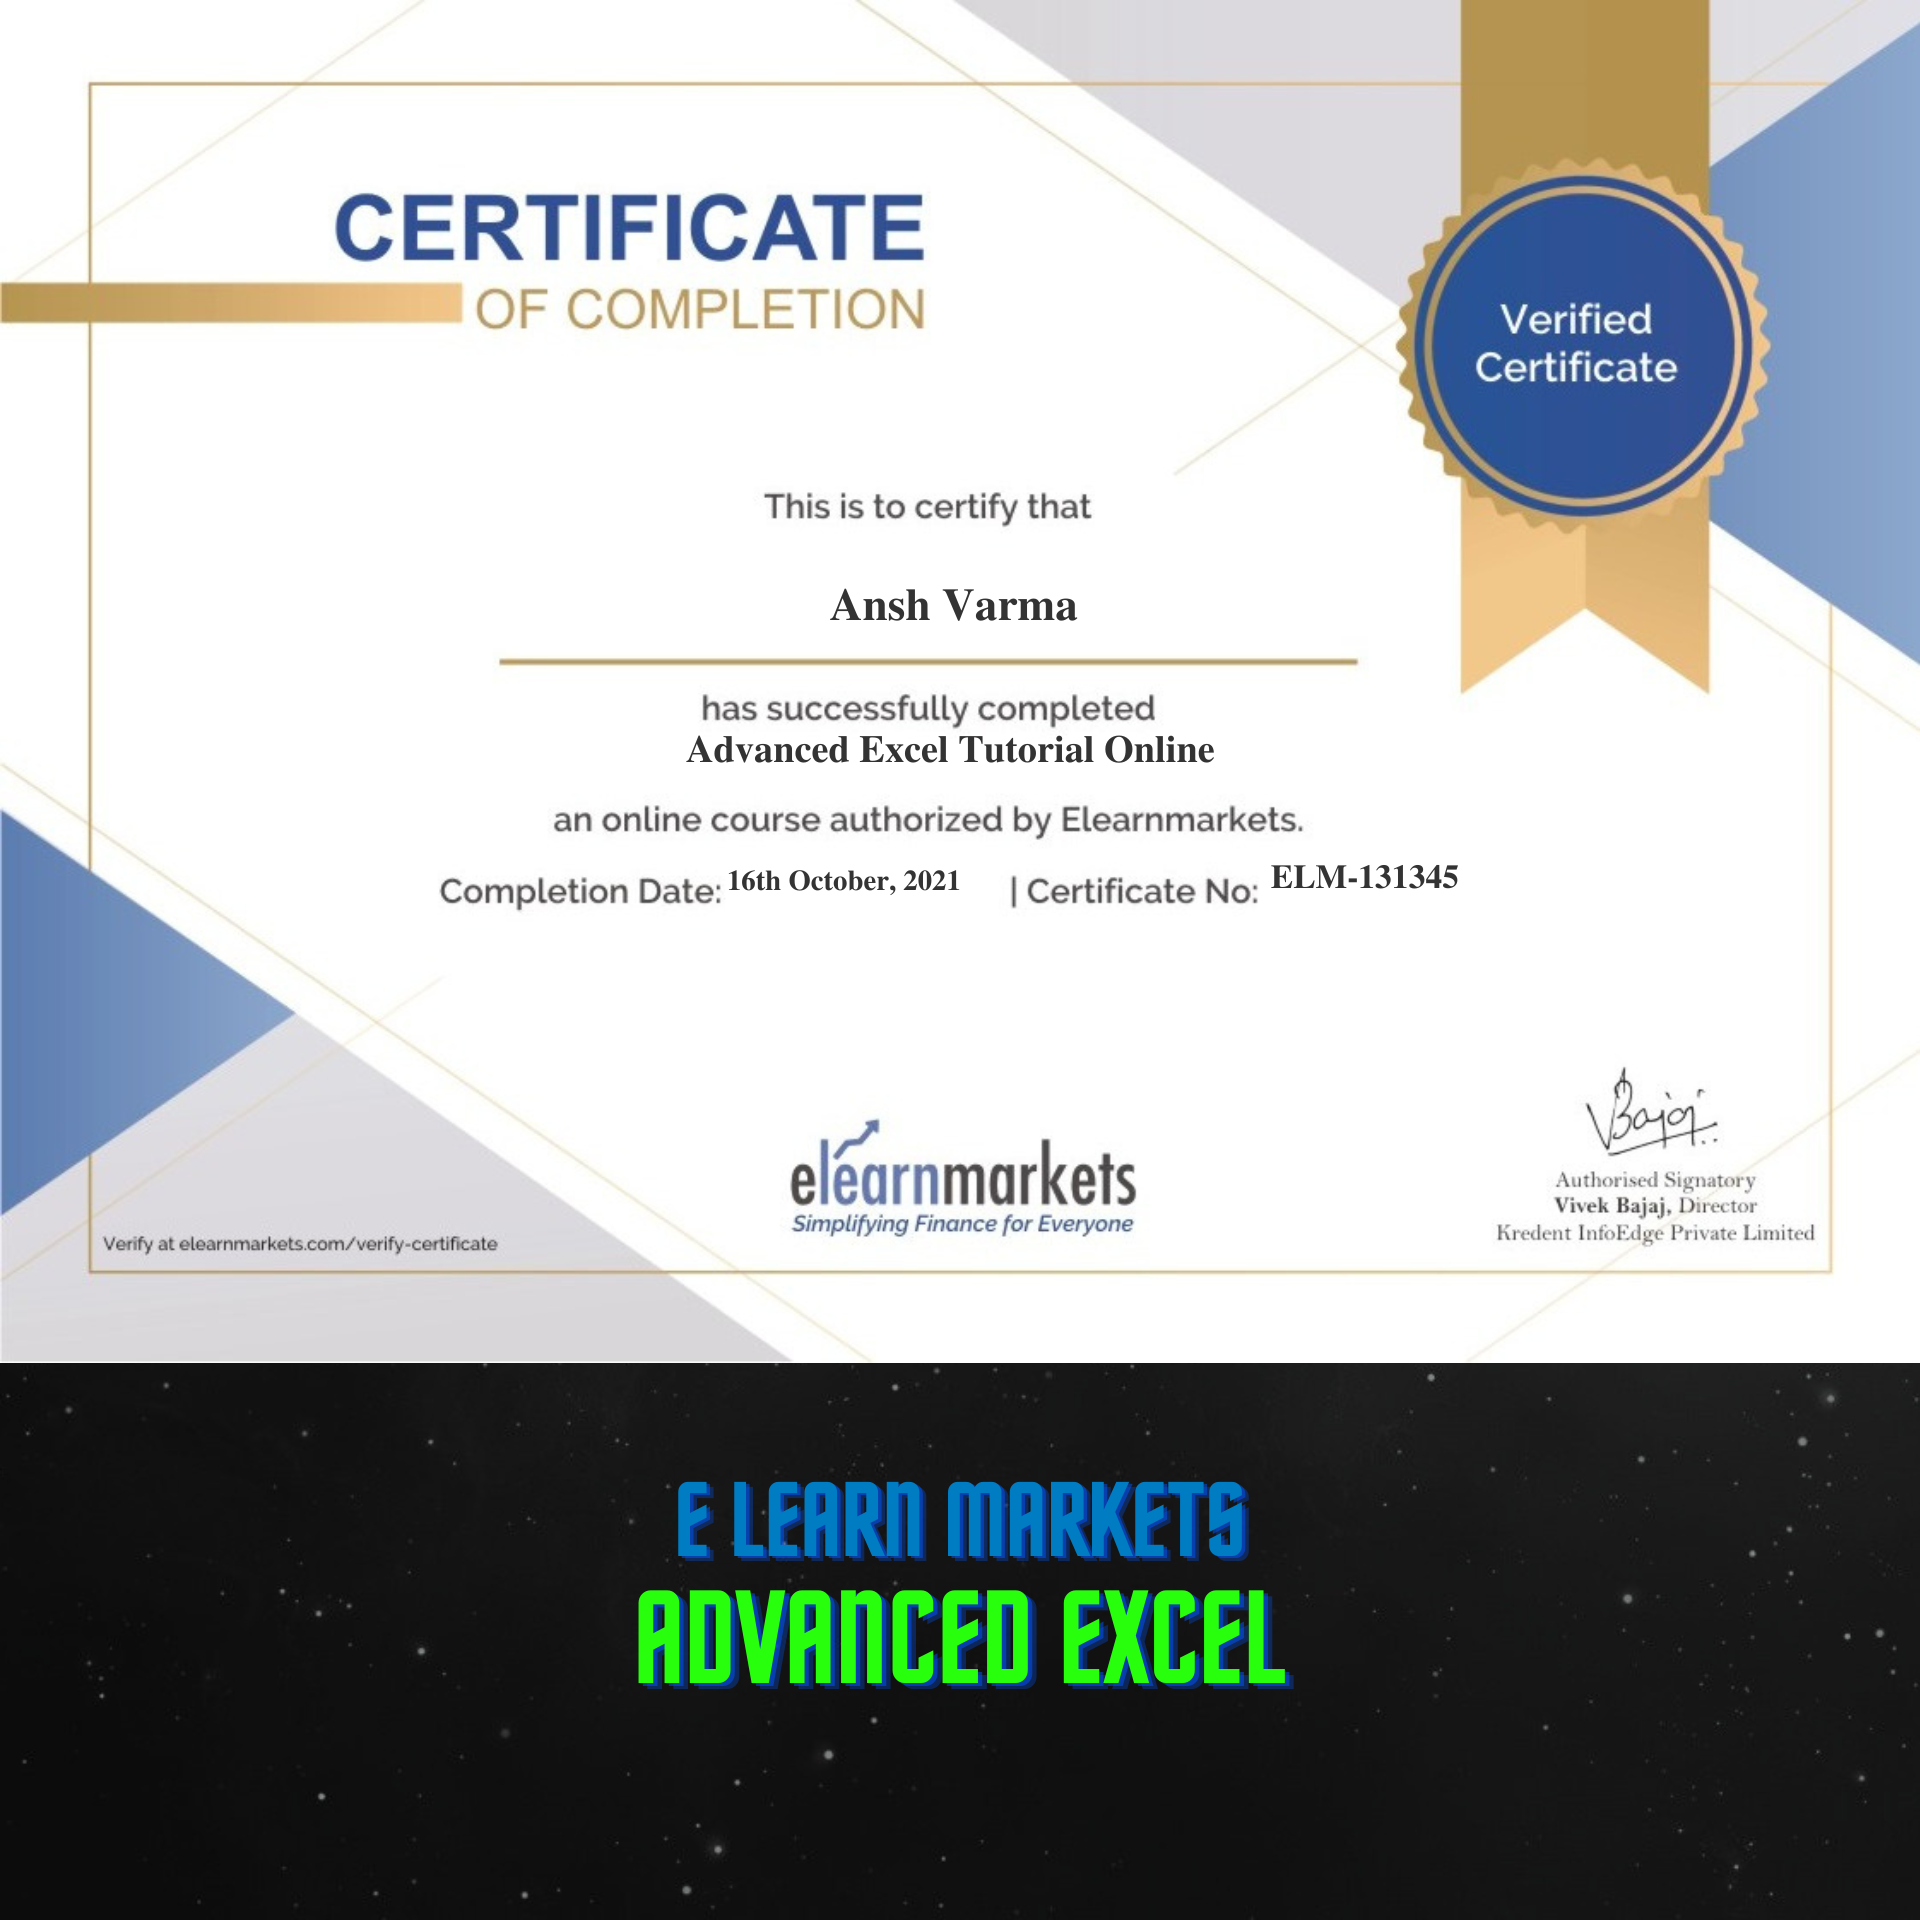 CERTIFICATE
OF COMPLETION
Verified
Certificate
This is to certify that
Ansh Varma
has successfully completed
Advanced Excel Tutorial Online
an online course authorized by Elearnmarkets.
Completion Date: 16th October, 2021 | Certificate No: ELM-131345
VBajaj
Authorised Signatory
Vivek Bajaj, Director
Kredent InfoEdge Private Limited
elearnmarkets
Simplifying Finance for Everyone
Verify at elearnmarkets.com/verify-certificate
E LEARN MARKETS
ADVANCED EXCEL